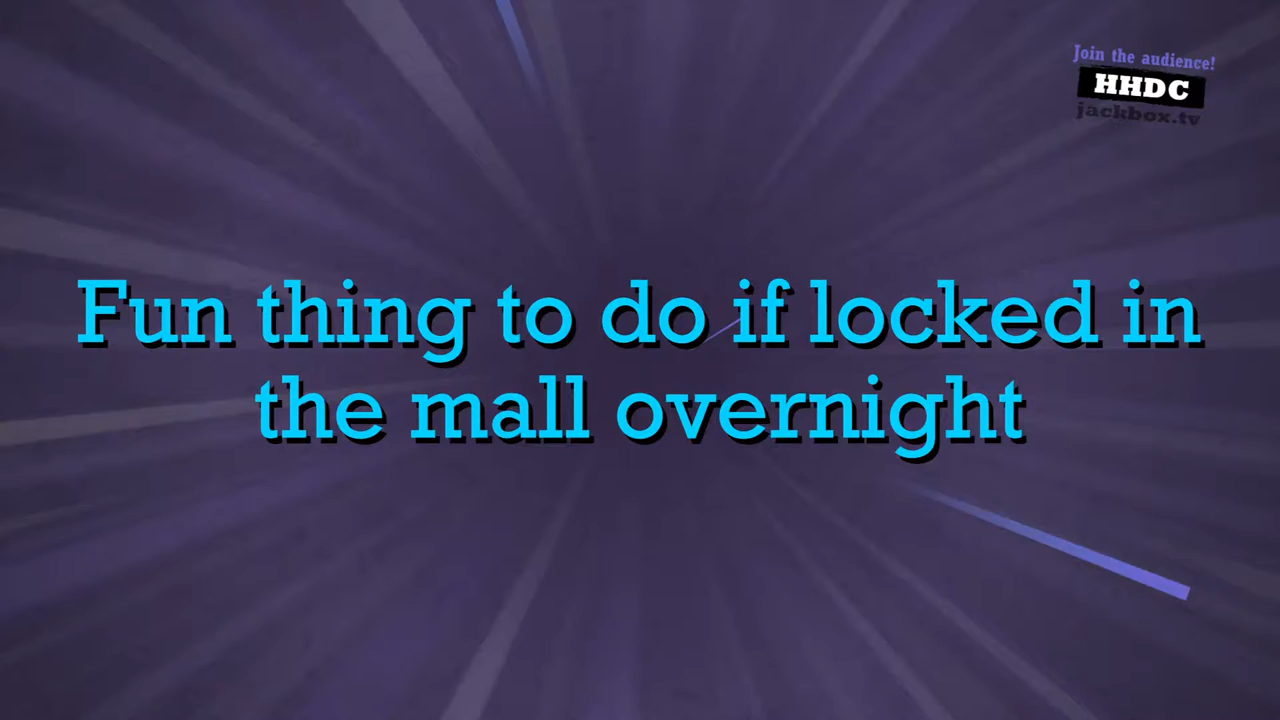 Join the audience!
HHDC
jackbox.tv
Fun thing to do if locked in
the mall overnight